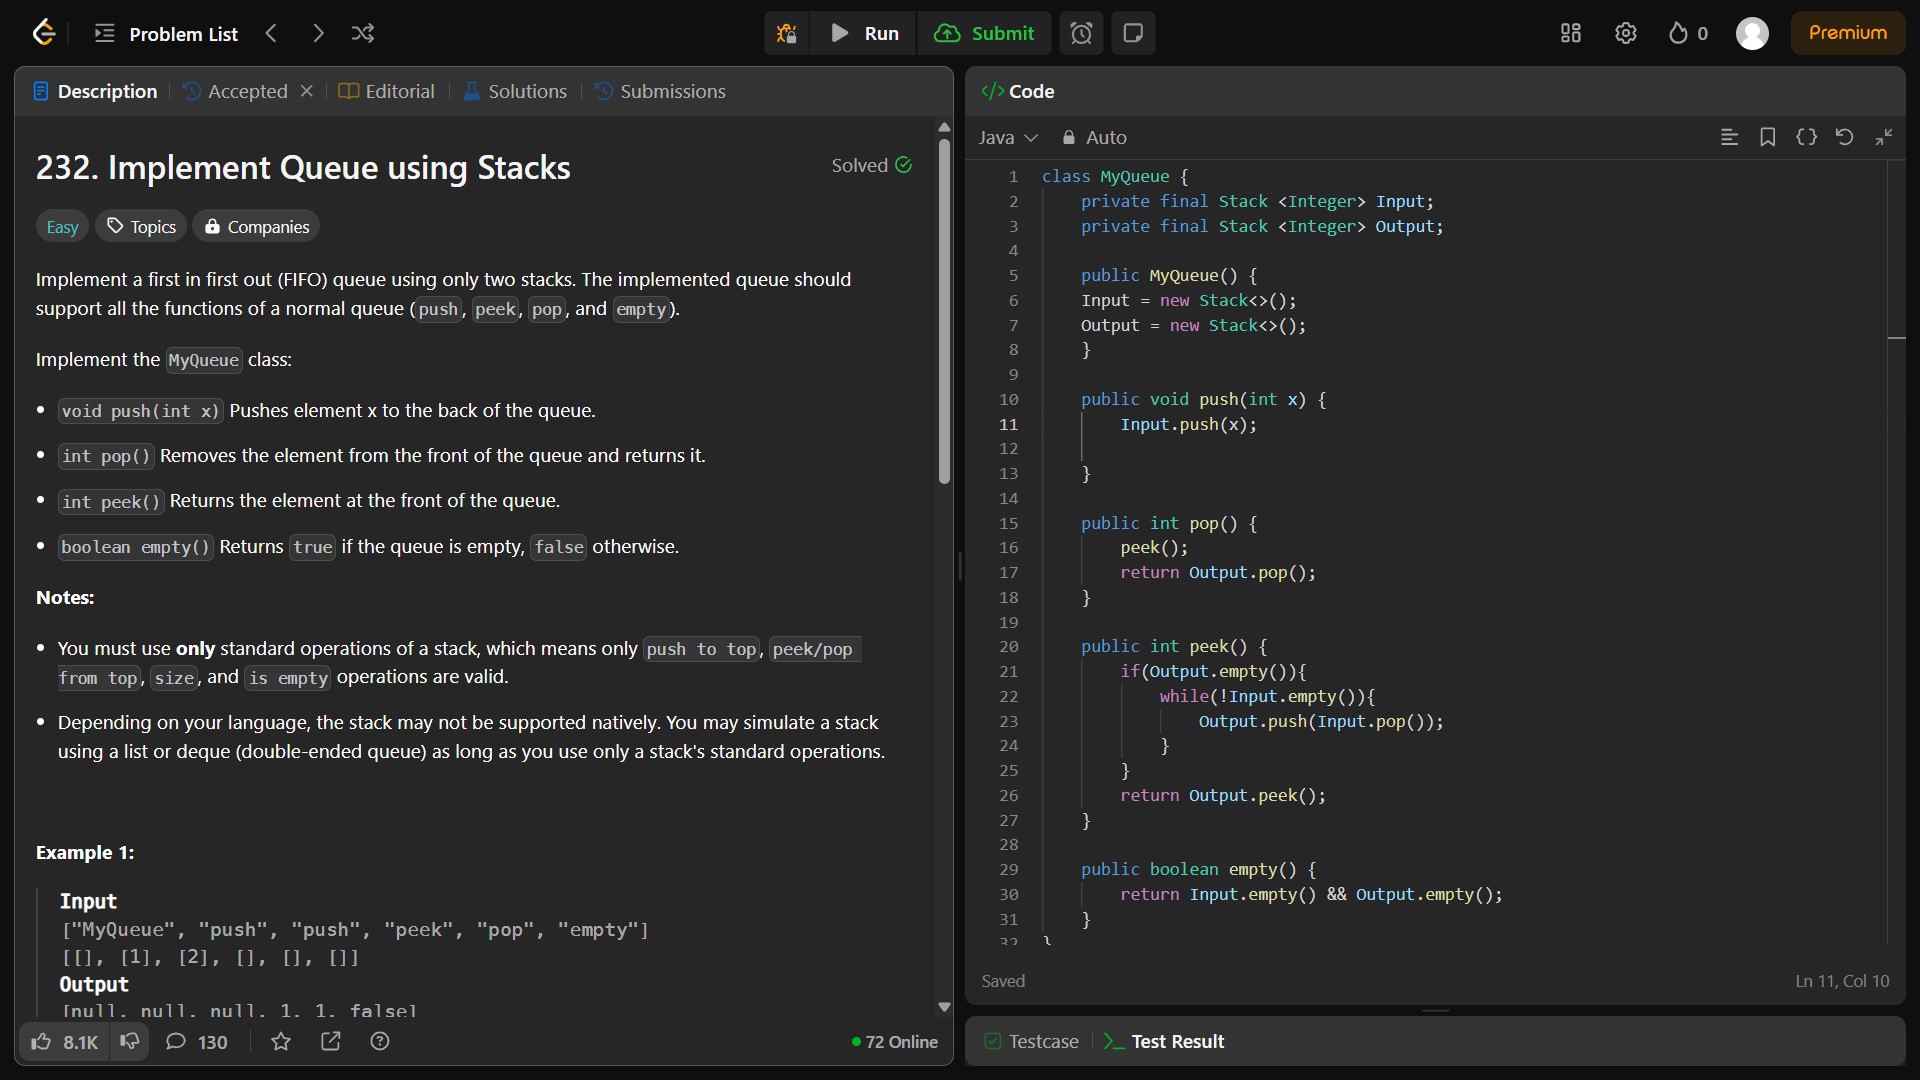 Problem List
Run
Submit
0
Premium
Description
Accepted
Editorial
Solutions
Submissions
232. Implement Queue using Stacks
Solved
Easy
Topics
Companies
Implement a first in first out (FIFO) queue using only two stacks. The implemented queue should
support all the functions of a normal queue (push, peek, pop, and empty).
Implement the MyQueue class:
• void push(int x) Pushes element x to the back of the queue.
• int pop() Removes the element from the front of the queue and returns it.
• int peek() Returns the element at the front of the queue.
• boolean empty() Returns true if the queue is empty, false otherwise.
Notes:
• You must use only standard operations of a stack, which means only push to top, peek/pop
from top, size, and is empty operations are valid.
• Depending on your language, the stack may not be supported natively. You may simulate a stack
using a list or deque (double-ended queue) as long as you use only a stack's standard operations.
Example 1:
Input
["MyQueue", "push", "push", "peek", "pop", "empty"]
[[], [1], [2], [], [], []]
Output
[null, null, null, 1, 1, false]
8.1K
130
72 Online
</> Code
Java
Auto
1 class MyQueue {
2 private final Stack <Integer> Input;
3 private final Stack <Integer> Output;
4
5 public MyQueue() {
6 Input = new Stack<>();
7 Output = new Stack<>();
8 }
9
10 public void push(int x) {
11 Input.push(x);
12
13 }
14
15 public int pop() {
16 peek();
17 return Output.pop();
18 }
19
20 public int peek() {
21 if(Output.empty()){
22 while(!Input.empty()){
23 Output.push(Input.pop());
24 }
25 }
26 return Output.peek();
27 }
28
29 public boolean empty() {
30 return Input.empty() && Output.empty();
31 }
32 }
Saved
Ln 11, Col 10
Testcase
Test Result